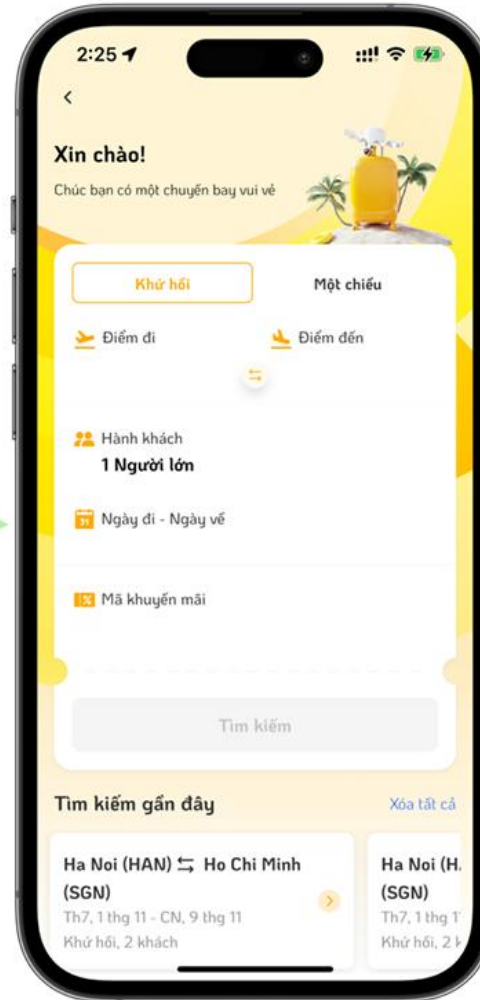 2:25
Xin chào!
Chúc bạn có một chuyến bay vui vẻ
Khứ hồi
Một chiều
Điểm đi
Điểm đến
Hành khách
1 Người lớn
31
Ngày đi - Ngày về
% Mã khuyến mãi
Tìm kiếm
Tìm kiếm gần đây
Xóa tất cả
Ha Noi (HAN) ⇆ Ho Chi Minh
(SGN)
Th7, 1 thg 11 - CN, 9 thg 11
Khứ hồi, 2 khách
Ha Noi (H
(SGN)
Th7, 1 thg 1
Khứ hồi, 2 k